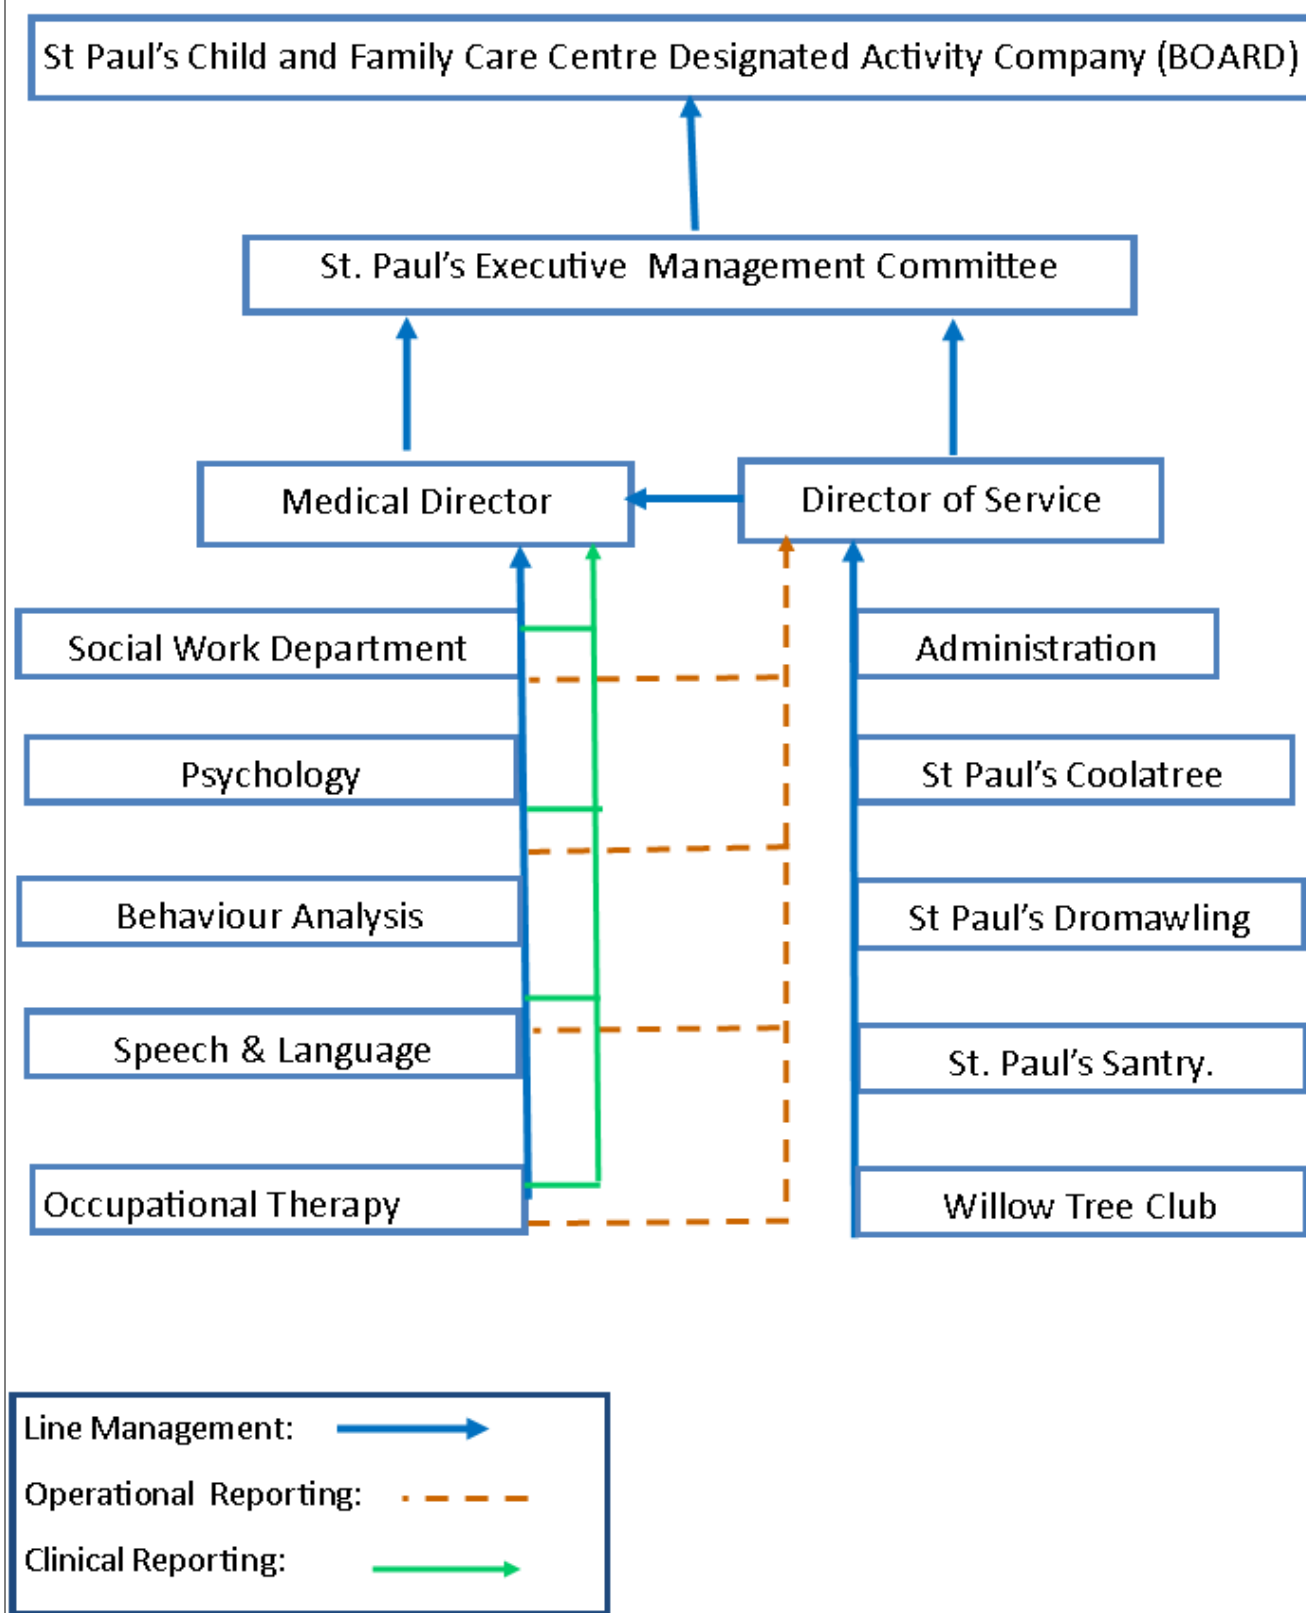 St Paul’s Child and Family Care Centre Designated Activity Company (BOARD)
St. Paul’s Executive  Management Committee
Medical Director
Director of Service
Social Work Department
Administration
Psychology
St Paul’s Coolatree
Behaviour Analysis
St Paul’s Dromawling
Speech & Language
St. Paul’s Santry.
Occupational Therapy
Willow Tree Club
Line Management:
Operational  Reporting:
Clinical Reporting: